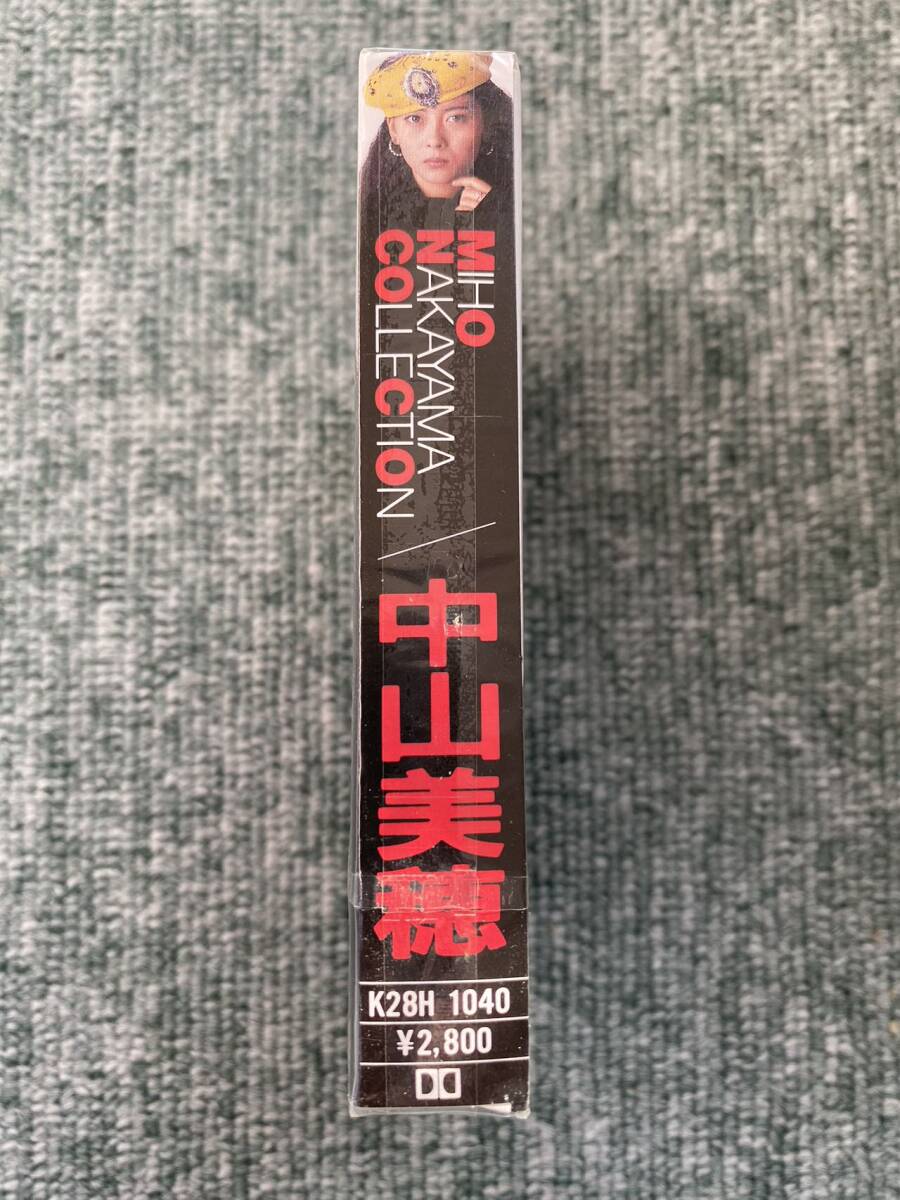 MIHO
NAKAYAMA
COLLECTION
/
中山美穂
K28H 1040
¥2,800